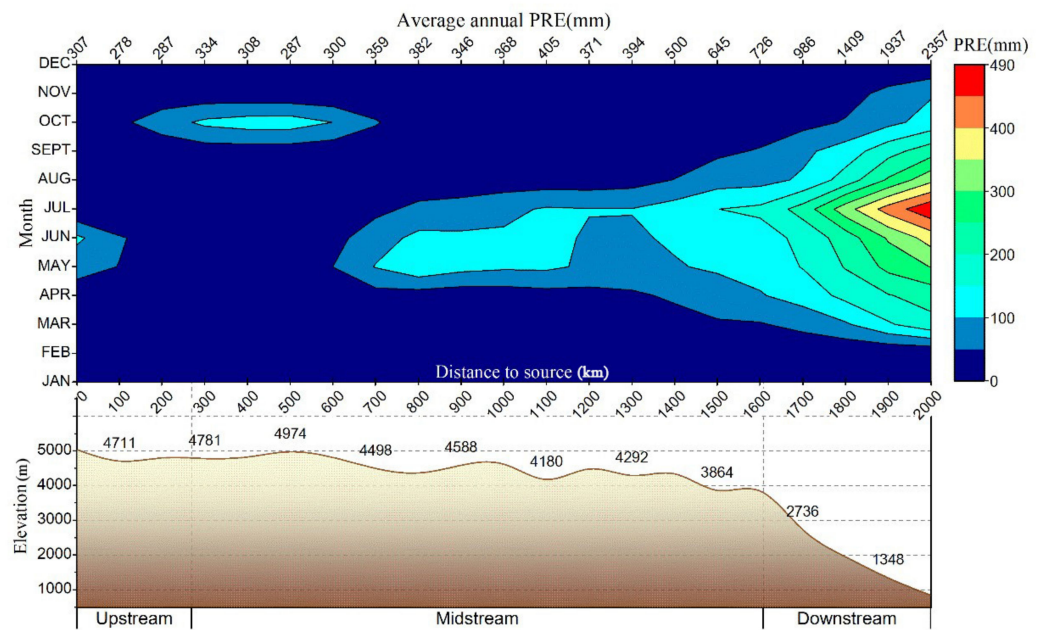 Average annual PRE(mm)
307 278 287 334 308 287 300 359 382 346 368 405 371 394 500 645 726 986 1409 1937 2357
PRE(mm)
DEC
NOV
OCT
SEPT
AUG
JUL
JUN
MAY
APR
MAR
FEB
JAN
Month
490
400
300
200
100
0
Distance to source (km)
00 100 200 300 400 500 600 700 800 900 1000 1100 1200 1300 1400 1500 1600 1700 1800 1900 2000
Elevation (m)
5000
4000
3000
2000
1000
4711 4781 4974 4498 4588 4180 4292 3864 2736 1348
Upstream Midstream Downstream